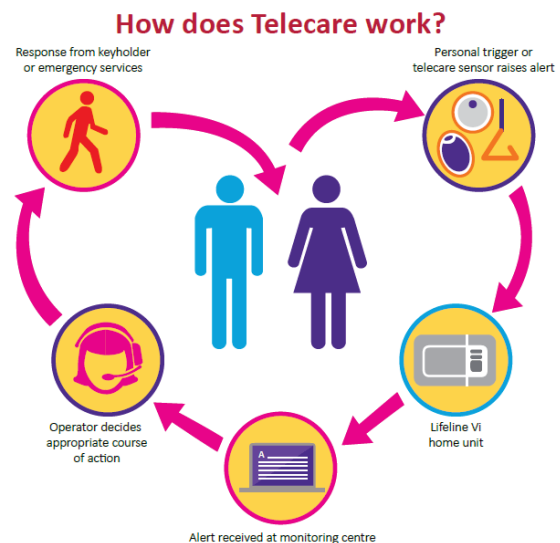 How does Telecare work?
Response from keyholder
or emergency services
Personal trigger or
telecare sensor raises alert
Lifeline Vi
home unit
A
Alert received at monitoring centre
Operator decides
appropriate course
of action